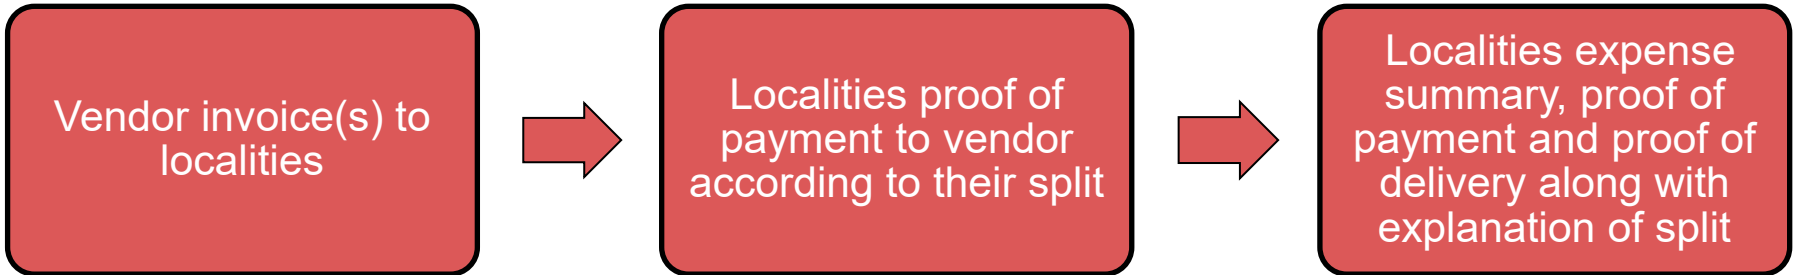 Vendor invoice(s) to
localities
Localities proof of
payment to vendor
according to their split
Localities expense
summary, proof of
payment and proof of
delivery along with
explanation of split